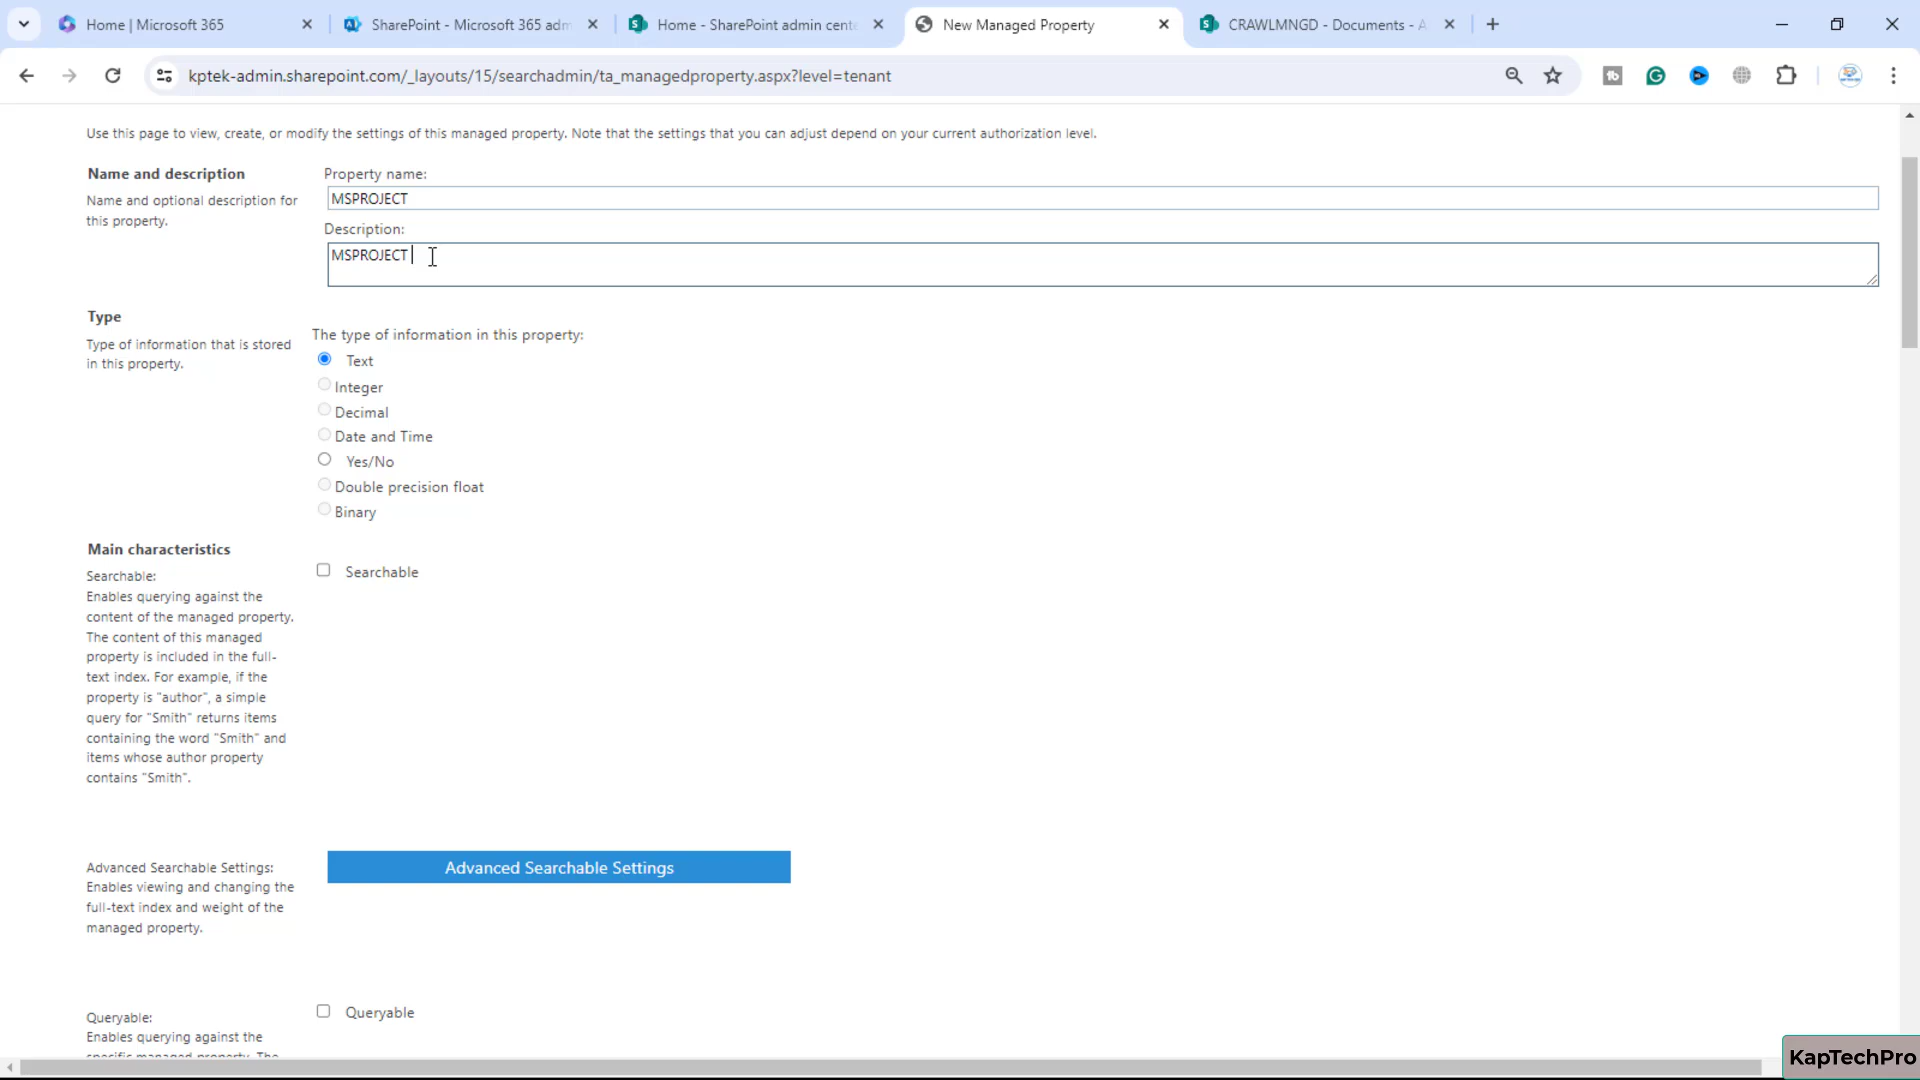 Home | Microsoft 365
SharePoint - Microsoft 365 adm
Home - SharePoint admin cente
New Managed Property
CRAWLMNGD - Documents - A
kptek-admin.sharepoint.com/_layouts/15/searchadmin/ta_managedproperty.aspx?level=tenant
Use this page to view, create, or modify the settings of this managed property. Note that the settings that you can adjust depend on your current authorization level.
Name and description
Name and optional description for
this property.
Property name:
MSPROJECT
Description:
MSPROJECT
Type
Type of information that is stored
in this property.
The type of information in this property:
Text
Integer
Decimal
Date and Time
Yes/No
Double precision float
Binary
Main characteristics
Searchable:
Enables querying against the
content of the managed property.
The content of this managed
property is included in the full-
text index. For example, if the
property is "author", a simple
query for "Smith" returns items
containing the word "Smith" and
items whose author property
contains "Smith".
Searchable
Advanced Searchable Settings:
Enables viewing and changing the
full-text index and weight of the
managed property.
Advanced Searchable Settings
Queryable:
Enables querying against the
specific managed property. The
Queryable
KapTechPro